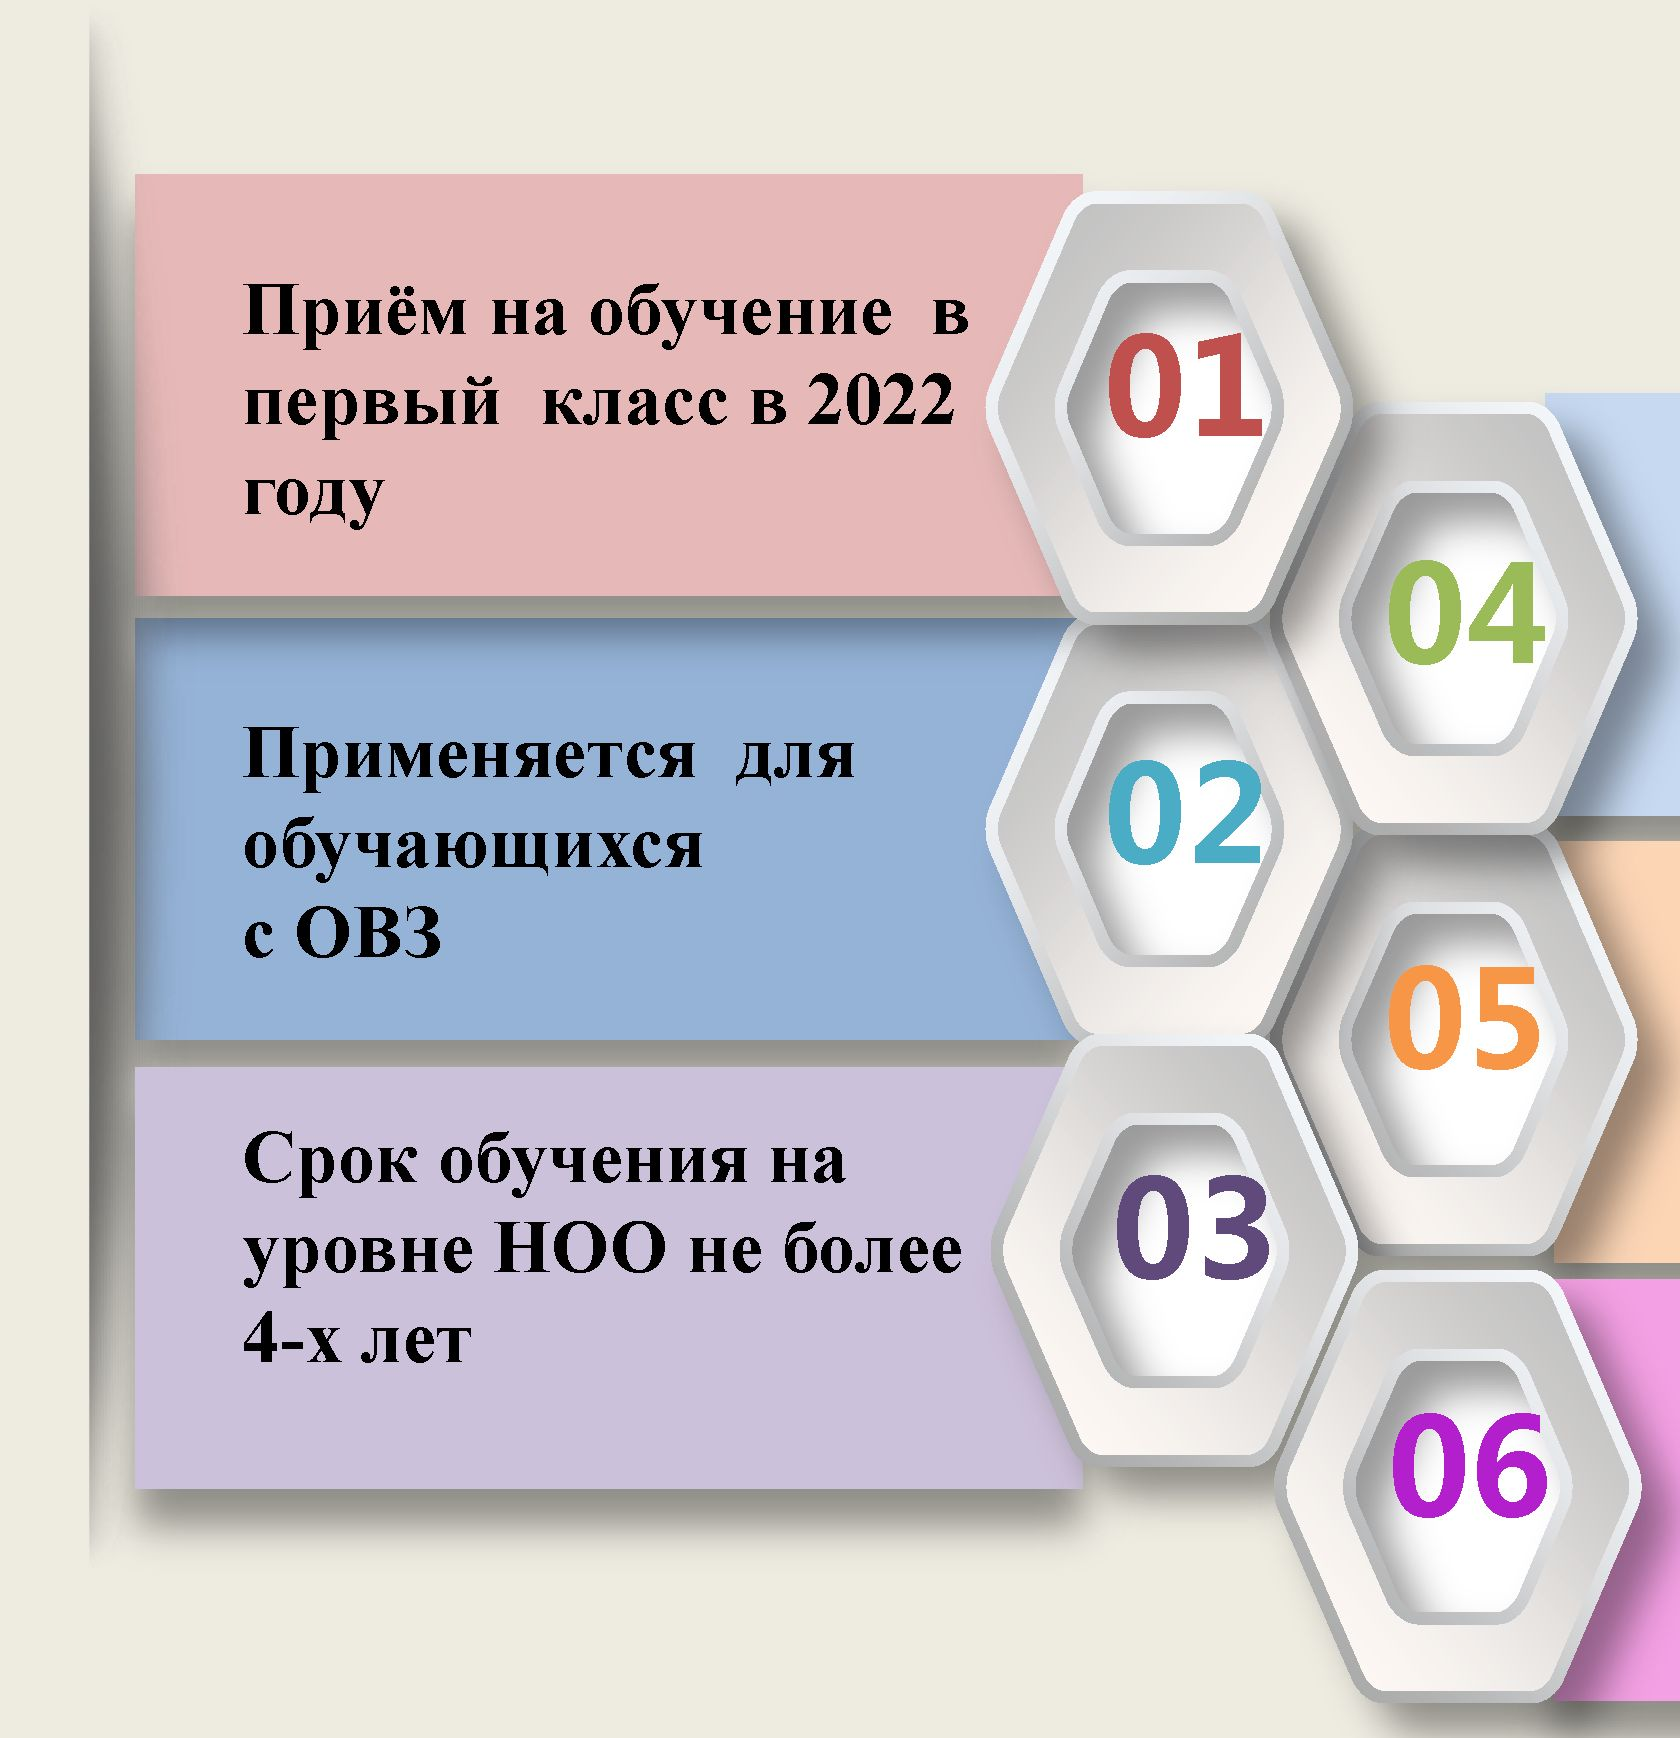 Приём на обучение в
первый класс в 2022
году
01
04
Применяется для
обучающихся
с ОВЗ
02
05
Срок обучения на
уровне НОО не более
4-х лет
03
06